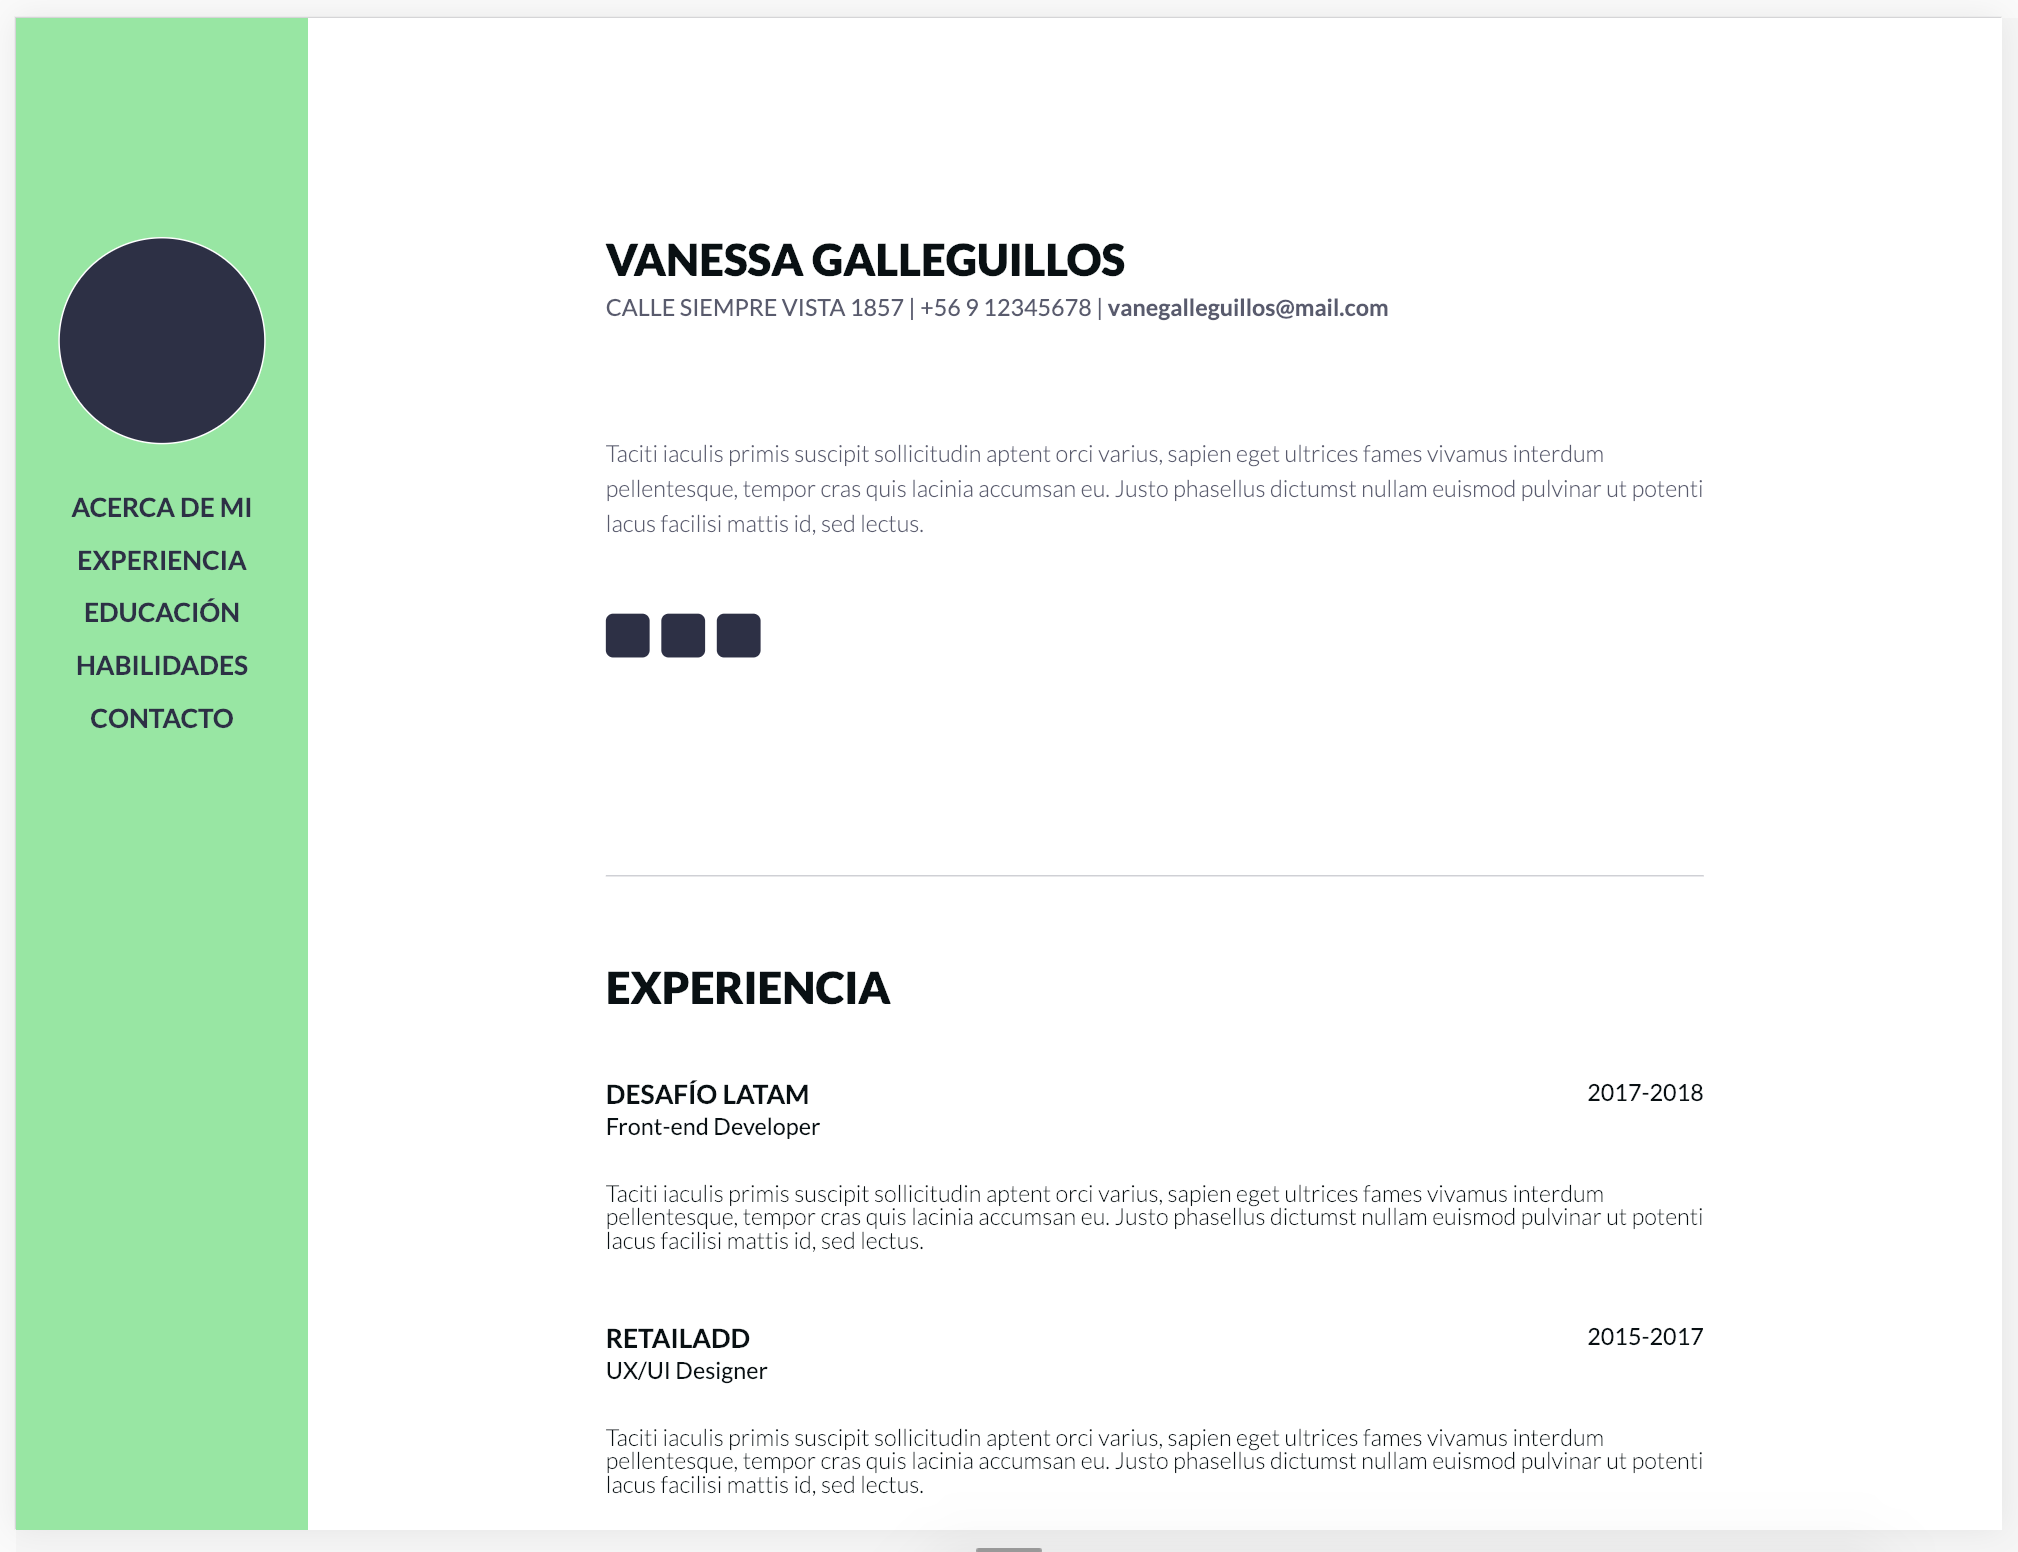 ACERCA DE MI
EXPERIENCIA
EDUCACIÓN
HABILIDADES
CONTACTO
VANESSA GALLEGUILLOS
CALLE SIEMPRE VISTA 1857 | +56 9 12345678 | vanegalleguillos@mail.com
Taciti iaculis primis suscipit sollicitudin aptent orci varius, sapien eget ultrices fames vivamus interdum
pellentesque, tempor cras quis lacinia accumsan eu. Justo phasellus dictumst nullam euismod pulvinar ut potenti
lacus facilisi mattis id, sed lectus.
EXPERIENCIA
DESAFÍO LATAM 2017-2018
Front-end Developer
Taciti iaculis primis suscipit sollicitudin aptent orci varius, sapien eget ultrices fames vivamus interdum
pellentesque, tempor cras quis lacinia accumsan eu. Justo phasellus dictumst nullam euismod pulvinar ut potenti
lacus facilisi mattis id, sed lectus.
RETAILADD 2015-2017
UX/UI Designer
Taciti iaculis primis suscipit sollicitudin aptent orci varius, sapien eget ultrices fames vivamus interdum
pellentesque, tempor cras quis lacinia accumsan eu. Justo phasellus dictumst nullam euismod pulvinar ut potenti
lacus facilisi mattis id, sed lectus.